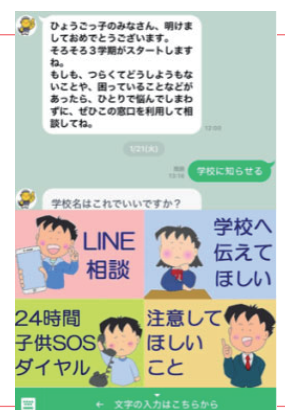 ひょうごっ子のみなさん、明けま
しておめでとうございます。
そろそろ３学期がスタートします
ね。
もしも、つらくてどうしようもな
いことや、困っていることなどが
あったら、ひとりで悩んでしまわ
ずに、ぜひこの窓口を利用して相
談してね。
12:00
1/21(火)
既読
13:18
学校に知らせる
学校名はこれでいいですか？
LINE
相談
学校へ
伝えて
ほしい
24時間
子供SOS
ダイヤル
注意して
ほしい
こと
← 文字の入力はこちらから